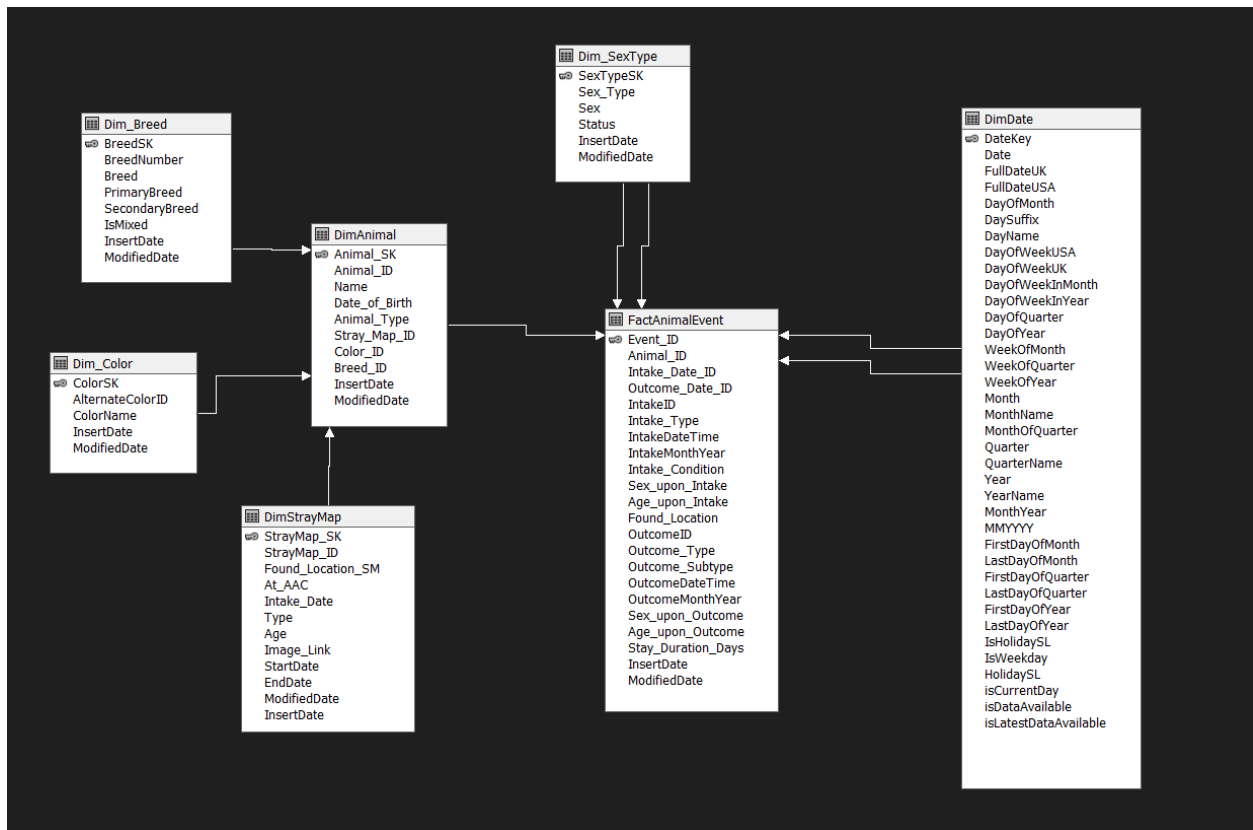 Dim_Breed
BreedSK
BreedNumber
Breed
PrimaryBreed
SecondaryBreed
IsMixed
InsertDate
ModifiedDate
Dim_Color
ColorSK
AlternateColorID
ColorName
InsertDate
ModifiedDate
DimAnimal
Animal_SK
Animal_ID
Name
Date_of_Birth
Animal_Type
Stray_Map_ID
Color_ID
Breed_ID
InsertDate
ModifiedDate
DimStrayMap
StrayMap_SK
StrayMap_ID
Found_Location_SM
At_AAC
Intake_Date
Type
Age
Image_Link
StartDate
EndDate
ModifiedDate
InsertDate
Dim_SexType
SexTypeSK
Sex_Type
Sex
Status
InsertDate
ModifiedDate
FactAnimalEvent
Event_ID
Animal_ID
Intake_Date_ID
Outcome_Date_ID
IntakeID
Intake_Type
IntakeDateTime
IntakeMonthYear
Intake_Condition
Sex_upon_Intake
Age_upon_Intake
Found_Location
OutcomeID
Outcome_Type
Outcome_Subtype
OutcomeDateTime
OutcomeMonthYear
Sex_upon_Outcome
Age_upon_Outcome
Stay_Duration_Days
InsertDate
ModifiedDate
DimDate
DateKey
Date
FullDateUK
FullDateUSA
DayOfMonth
DaySuffix
DayName
DayOfWeekUSA
DayOfWeekUK
DayOfWeekInMonth
DayOfWeekInYear
DayOfQuarter
DayOfYear
WeekOfMonth
WeekOfQuarter
WeekOfYear
Month
MonthName
MonthOfQuarter
Quarter
QuarterName
Year
YearName
MonthYear
MMYYYY
FirstDayOfMonth
LastDayOfMonth
FirstDayOfQuarter
LastDayOfQuarter
FirstDayOfYear
LastDayOfYear
IsHolidaySL
IsWeekday
HolidaySL
isCurrentDay
isDataAvailable
isLatestDataAvailable